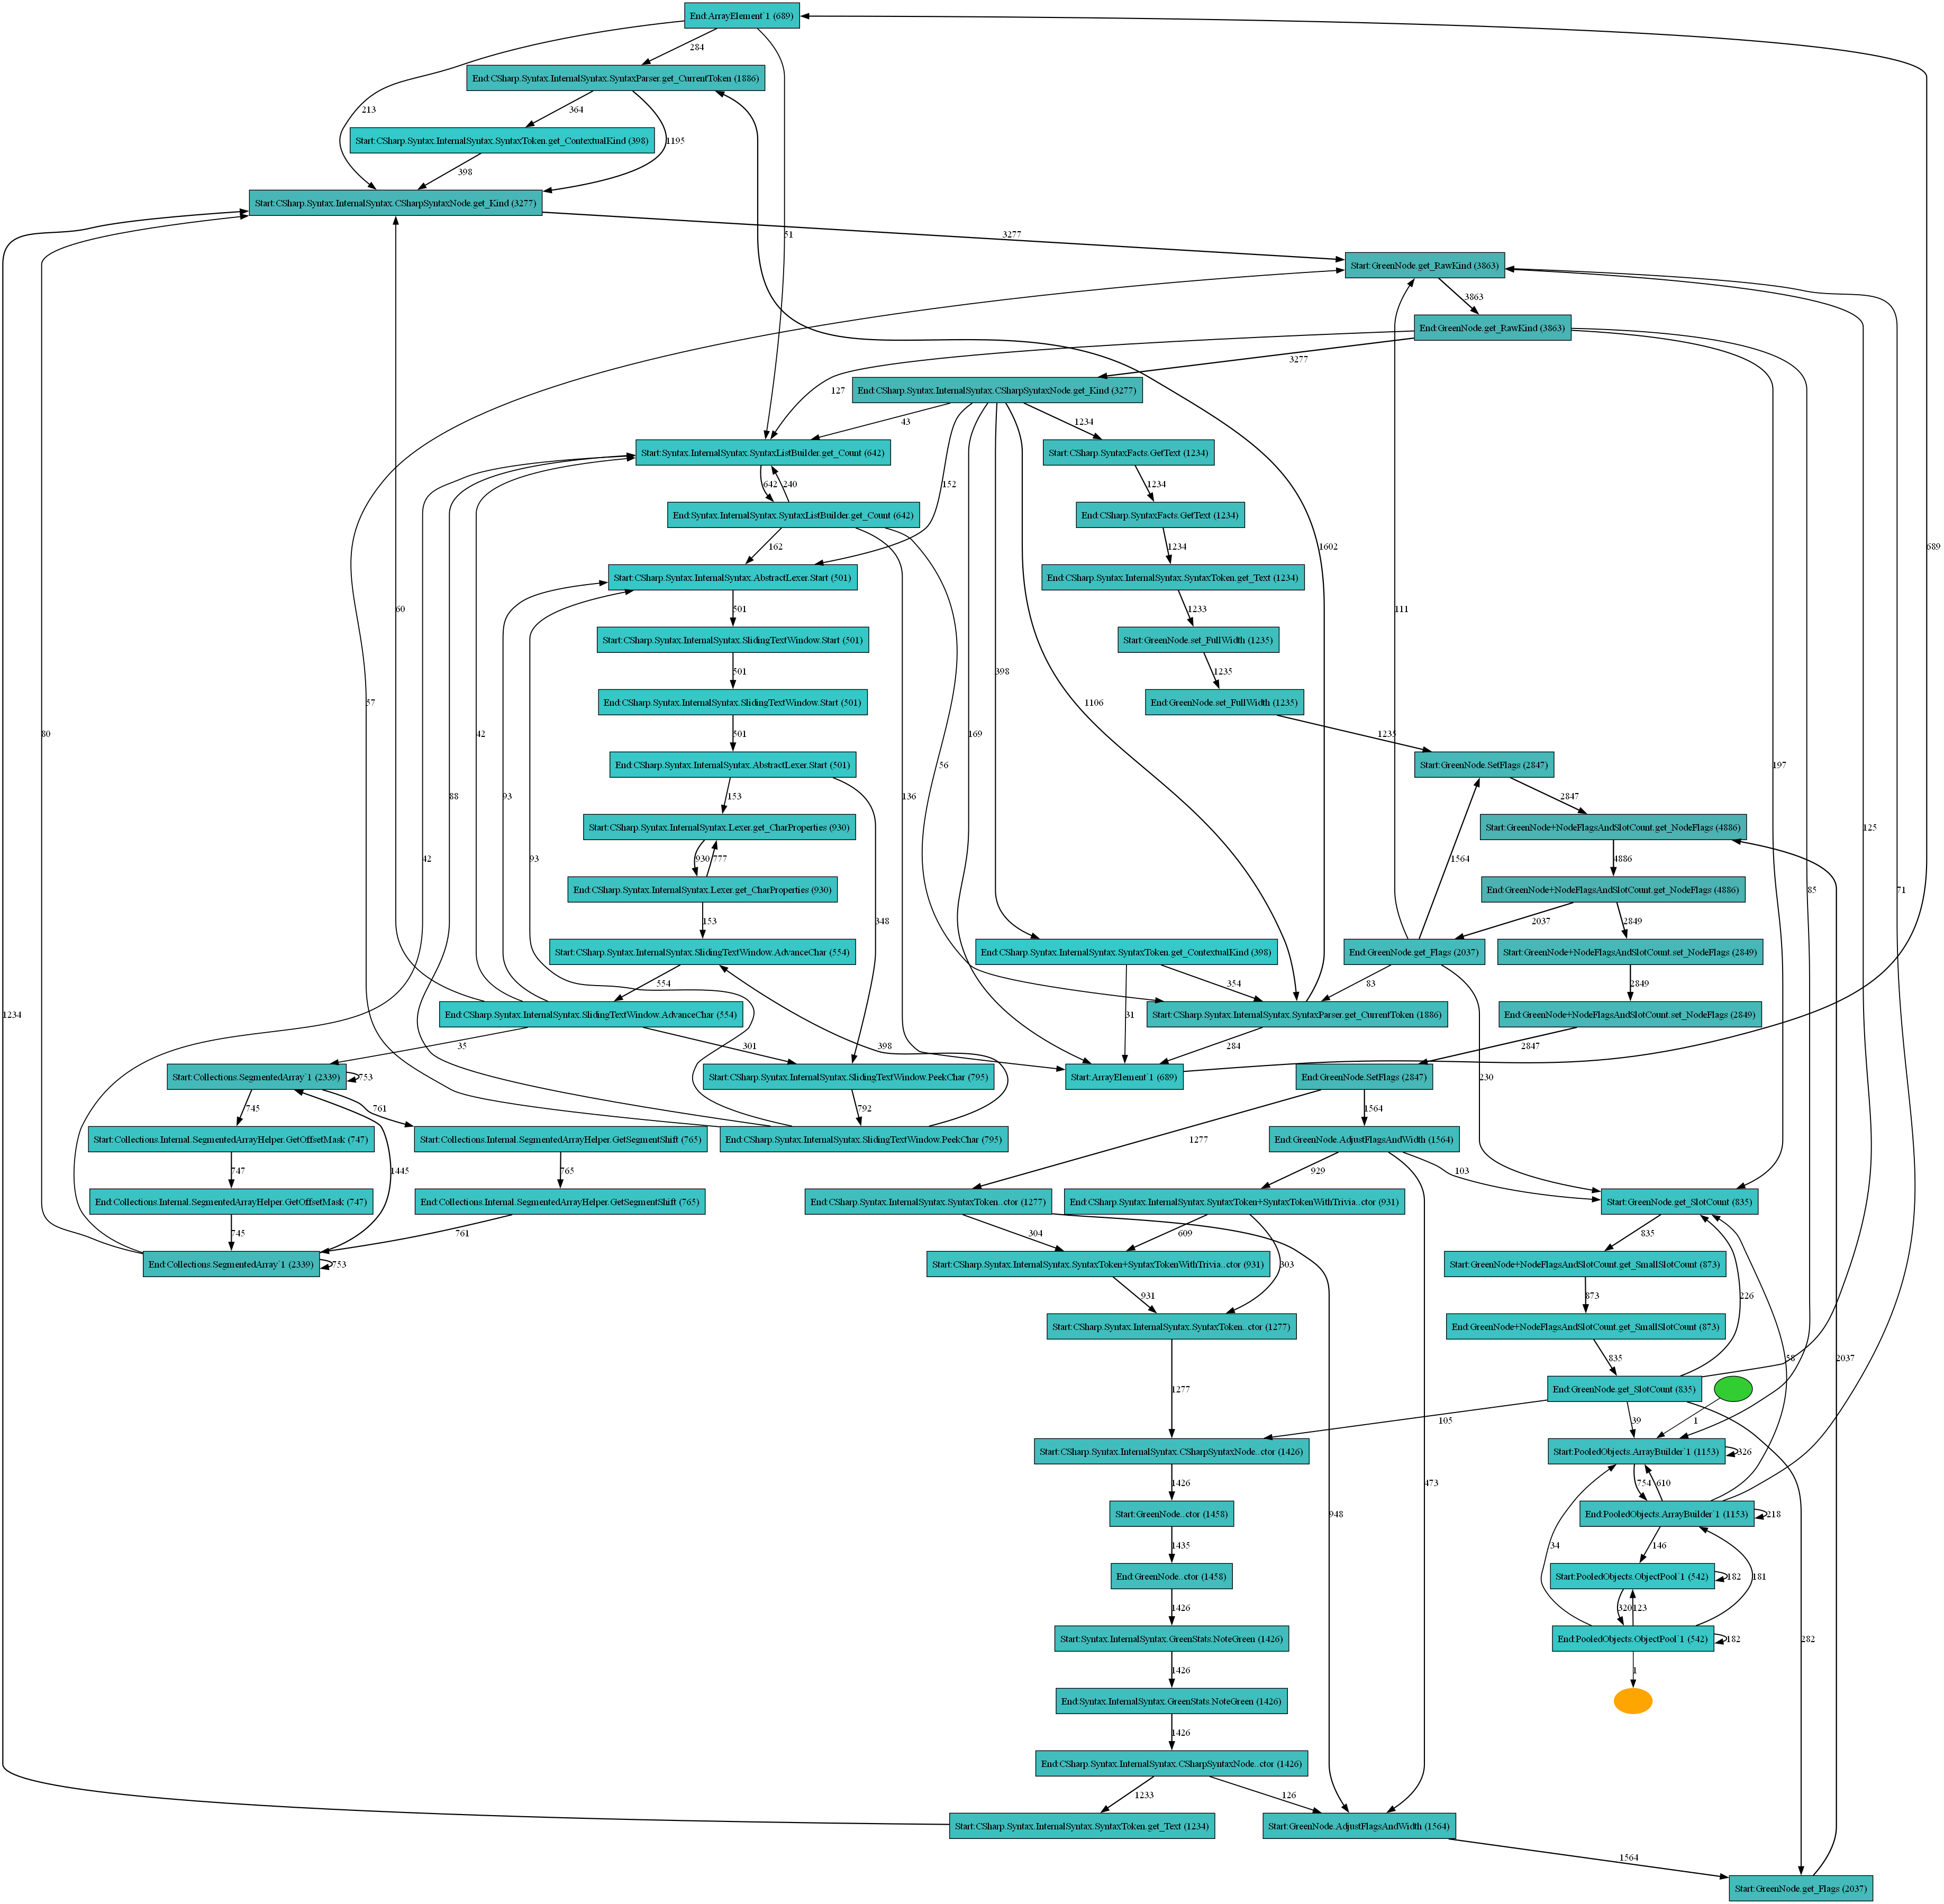 End:ArrayElement`1 (689)
284
End:CSharp.Syntax.InternalSyntax.SyntaxParser.get_CurrentToken (1886)
213
364
51
1195
Start:CSharp.Syntax.InternalSyntax.SyntaxToken.get_ContextualKind (398)
398
Start:CSharp.Syntax.InternalSyntax.CSharpSyntaxNode.get_Kind (3277)
3277
Start:GreenNode.get_RawKind (3863)
3863
End:GreenNode.get_RawKind (3863)
3277
127
End:CSharp.Syntax.InternalSyntax.CSharpSyntaxNode.get_Kind (3277)
43
1234
Start:Syntax.InternalSyntax.SyntaxListBuilder.get_Count (642)
Start:CSharp.SyntaxFacts.GetText (1234)
642
240
152
1234
End:Syntax.InternalSyntax.SyntaxListBuilder.get_Count (642)
End:CSharp.SyntaxFacts.GetText (1234)
162
1602
1234
689
Start:CSharp.Syntax.InternalSyntax.AbstractLexer.Start (501)
End:CSharp.Syntax.InternalSyntax.SyntaxToken.get_Text (1234)
60
501
111
1233
Start:CSharp.Syntax.InternalSyntax.SlidingTextWindow.Start (501)
Start:GreenNode.set_FullWidth (1235)
501
398
1235
End:CSharp.Syntax.InternalSyntax.SlidingTextWindow.Start (501)
End:GreenNode.set_FullWidth (1235)
57
1106
80
42
501
169
1235
End:CSharp.Syntax.InternalSyntax.AbstractLexer.Start (501)
Start:GreenNode.SetFlags (2847)
56
197
88
93
153
136
2847
85
71
Start:CSharp.Syntax.InternalSyntax.Lexer.get_CharProperties (930)
Start:GreenNode+NodeFlagsAndSlotCount.get_NodeFlags (4886)
125
42
93
930
777
1564
4886
End:CSharp.Syntax.InternalSyntax.Lexer.get_CharProperties (930)
End:GreenNode+NodeFlagsAndSlotCount.get_NodeFlags (4886)
153
348
2037
2849
Start:CSharp.Syntax.InternalSyntax.SlidingTextWindow.AdvanceChar (554)
End:CSharp.Syntax.InternalSyntax.SyntaxToken.get_ContextualKind (398)
End:GreenNode.get_Flags (2037)
Start:GreenNode+NodeFlagsAndSlotCount.set_NodeFlags (2849)
554
354
83
2849
1234
End:CSharp.Syntax.InternalSyntax.SlidingTextWindow.AdvanceChar (554)
31
Start:CSharp.Syntax.InternalSyntax.SyntaxParser.get_CurrentToken (1886)
End:GreenNode+NodeFlagsAndSlotCount.set_NodeFlags (2849)
35
301
398
284
2847
Start:Collections.SegmentedArray`1 (2339)
753
Start:CSharp.Syntax.InternalSyntax.SlidingTextWindow.PeekChar (795)
Start:ArrayElement`1 (689)
End:GreenNode.SetFlags (2847)
230
745
761
792
1564
Start:Collections.Internal.SegmentedArrayHelper.GetOffsetMask (747)
Start:Collections.Internal.SegmentedArrayHelper.GetSegmentShift (765)
End:CSharp.Syntax.InternalSyntax.SlidingTextWindow.PeekChar (795)
End:GreenNode.AdjustFlagsAndWidth (1564)
1277
747
1445
765
929
103
End:Collections.Internal.SegmentedArrayHelper.GetOffsetMask (747)
End:Collections.Internal.SegmentedArrayHelper.GetSegmentShift (765)
End:CSharp.Syntax.InternalSyntax.SyntaxToken..ctor (1277)
End:CSharp.Syntax.InternalSyntax.SyntaxToken+SyntaxTokenWithTrivia..ctor (931)
Start:GreenNode.get_SlotCount (835)
745
761
304
609
835
End:Collections.SegmentedArray`1 (2339)
753
Start:CSharp.Syntax.InternalSyntax.SyntaxToken+SyntaxTokenWithTrivia..ctor (931)
303
Start:GreenNode+NodeFlagsAndSlotCount.get_SmallSlotCount (873)
931
873
226
Start:CSharp.Syntax.InternalSyntax.SyntaxToken..ctor (1277)
End:GreenNode+NodeFlagsAndSlotCount.get_SmallSlotCount (873)
835
58
2037
1277
End:GreenNode.get_SlotCount (835)
105
39
1
Start:CSharp.Syntax.InternalSyntax.CSharpSyntaxNode..ctor (1426)
Start:PooledObjects.ArrayBuilder`1 (1153)
326
1426
473
754
610
Start:GreenNode..ctor (1458)
End:PooledObjects.ArrayBuilder`1 (1153)
218
948
1435
34
146
End:GreenNode..ctor (1458)
Start:PooledObjects.ObjectPool`1 (542)
182
181
1426
320
123
Start:Syntax.InternalSyntax.GreenStats.NoteGreen (1426)
End:PooledObjects.ObjectPool`1 (542)
182
282
1426
1
End:Syntax.InternalSyntax.GreenStats.NoteGreen (1426)
1426
End:CSharp.Syntax.InternalSyntax.CSharpSyntaxNode..ctor (1426)
1233
126
Start:CSharp.Syntax.InternalSyntax.SyntaxToken.get_Text (1234)
Start:GreenNode.AdjustFlagsAndWidth (1564)
1564
Start:GreenNode.get_Flags (2037)